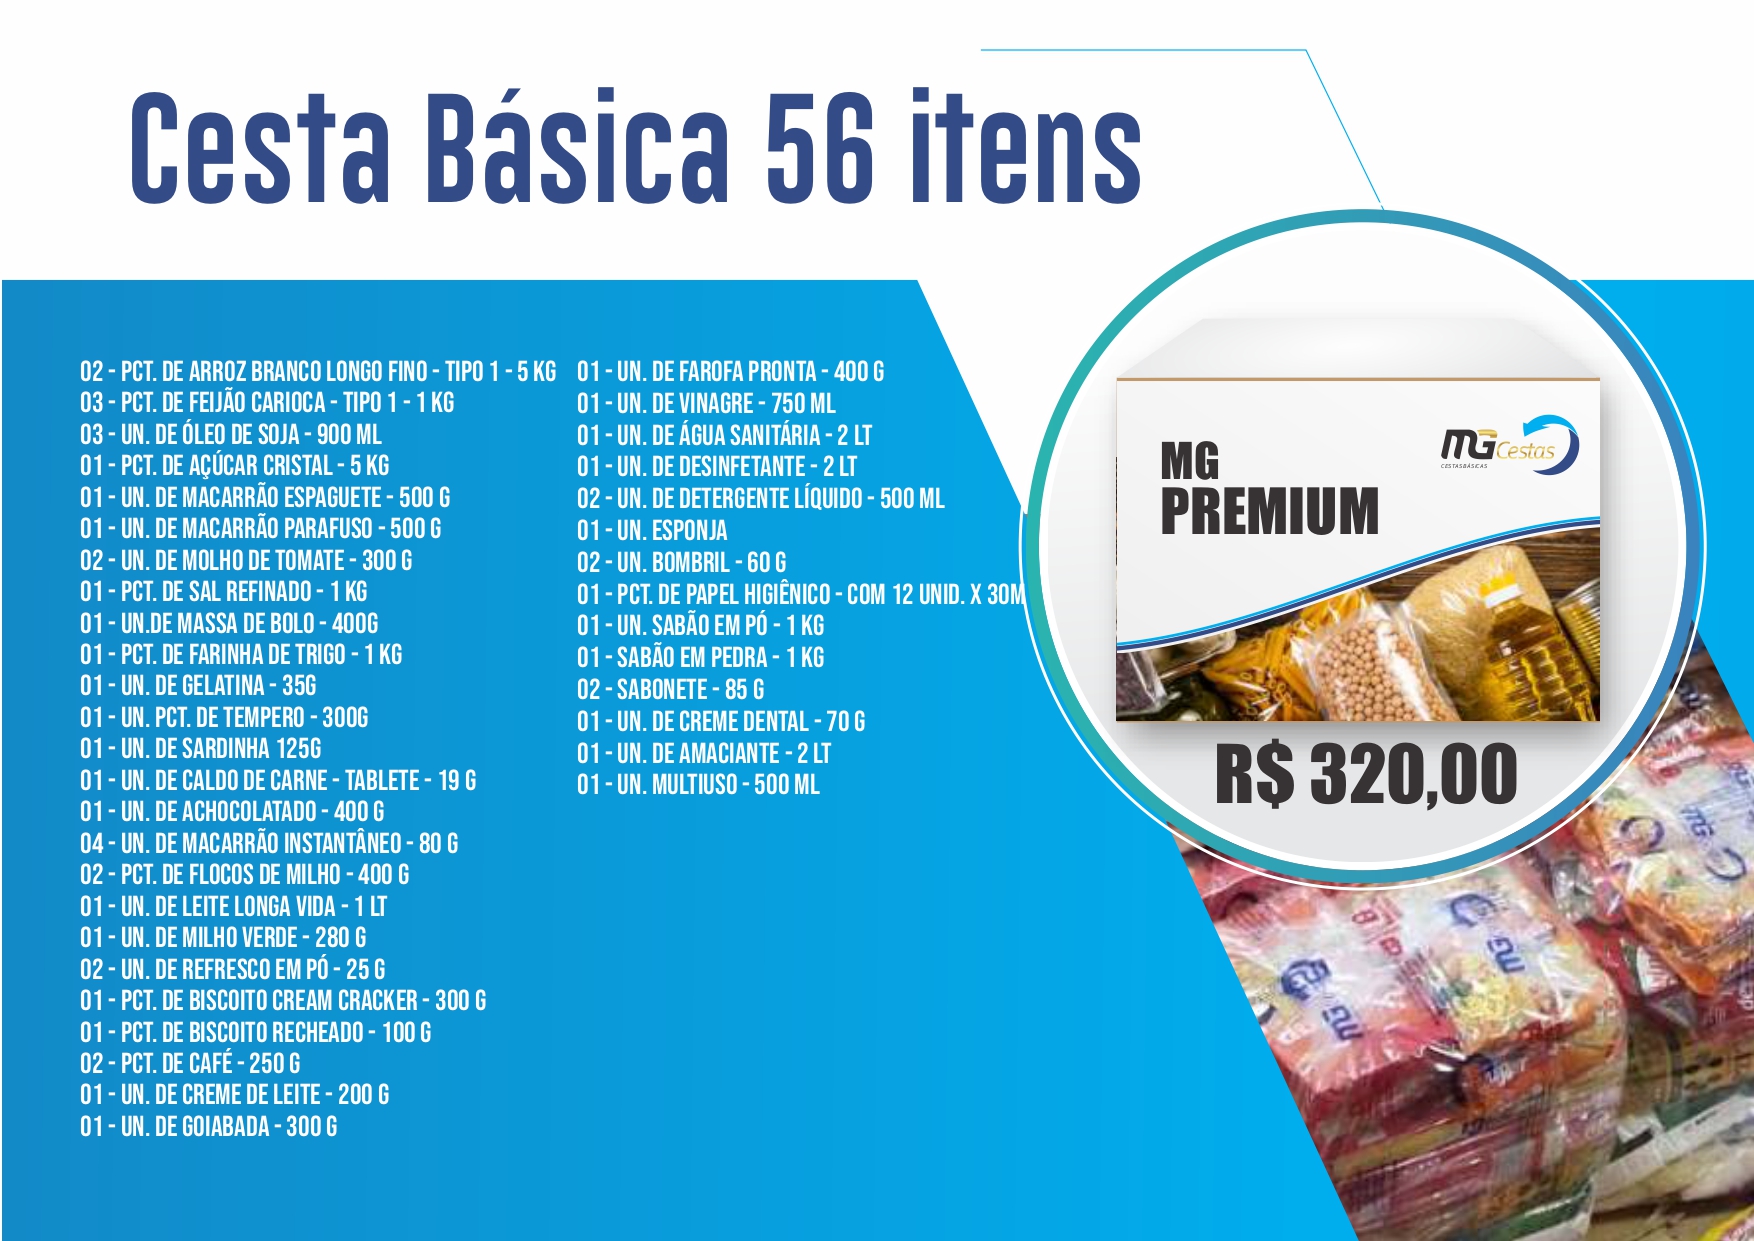 Cesta Básica 56 itens
02 - PCT. DE ARROZ BRANCO LONGO FINO - TIPO 1 - 5 KG
03 - PCT. DE FEIJÃO CARIOCA - TIPO 1 - 1 KG
03 - UN. DE ÓLEO DE SOJA - 900 ML
01 - PCT. DE AÇÚCAR CRISTAL - 5 KG
01 - UN. DE MACARRÃO ESPAGUETE - 500 G
01 - UN. DE MACARRÃO PARAFUSO - 500 G
02 - UN. DE MOLHO DE TOMATE - 300 G
01 - PCT. DE SAL REFINADO - 1 KG
01 - UN.DE MASSA DE BOLO - 400G
01 - PCT. DE FARINHA DE TRIGO - 1 KG
01 - UN. DE GELATINA - 35G
01 - UN. PCT. DE TEMPERO - 300G
01 - UN. DE SARDINHA 125G
01 - UN. DE CALDO DE CARNE - TABLETE - 19 G
01 - UN. DE ACHOCOLATADO - 400 G
04 - UN. DE MACARRÃO INSTANTÂNEO - 80 G
02 - PCT. DE FLOCOS DE MILHO - 400 G
01 - UN. DE LEITE LONGA VIDA - 1 LT
01 - UN. DE MILHO VERDE - 280 G
02 - UN. DE REFRESCO EM PÓ - 25 G
01 - PCT. DE BISCOITO CREAM CRACKER - 300 G
01 - PCT. DE BISCOITO RECHEADO - 100 G
02 - PCT. DE CAFÉ - 250 G
01 - UN. DE CREME DE LEITE - 200 G
01 - UN. DE GOIABADA - 300 G
01 - UN. DE FAROFA PRONTA - 400 G
01 - UN. DE VINAGRE - 750 ML
01 - UN. DE ÁGUA SANITÁRIA - 2 LT
01 - UN. DE DESINFETANTE - 2 LT
02 - UN. DE DETERGENTE LÍQUIDO - 500 ML
01 - UN. ESPONJA
02 - UN. BOMBRIL - 60 G
01 - PCT. DE PAPEL HIGIÊNICO - COM 12 UNID. X 30M
01 - UN. SABÃO EM PÓ - 1 KG
01 - SABÃO EM PEDRA - 1 KG
02 - SABONETE - 85 G
01 - UN. DE CREME DENTAL - 70 G
01 - UN. DE AMACIANTE - 2 LT
01 - UN. MULTIUSO - 500 ML
MG
PREMIUM
MG Cestas
CESTAS BÁSICAS
R$ 320,00
MG
MG
MG